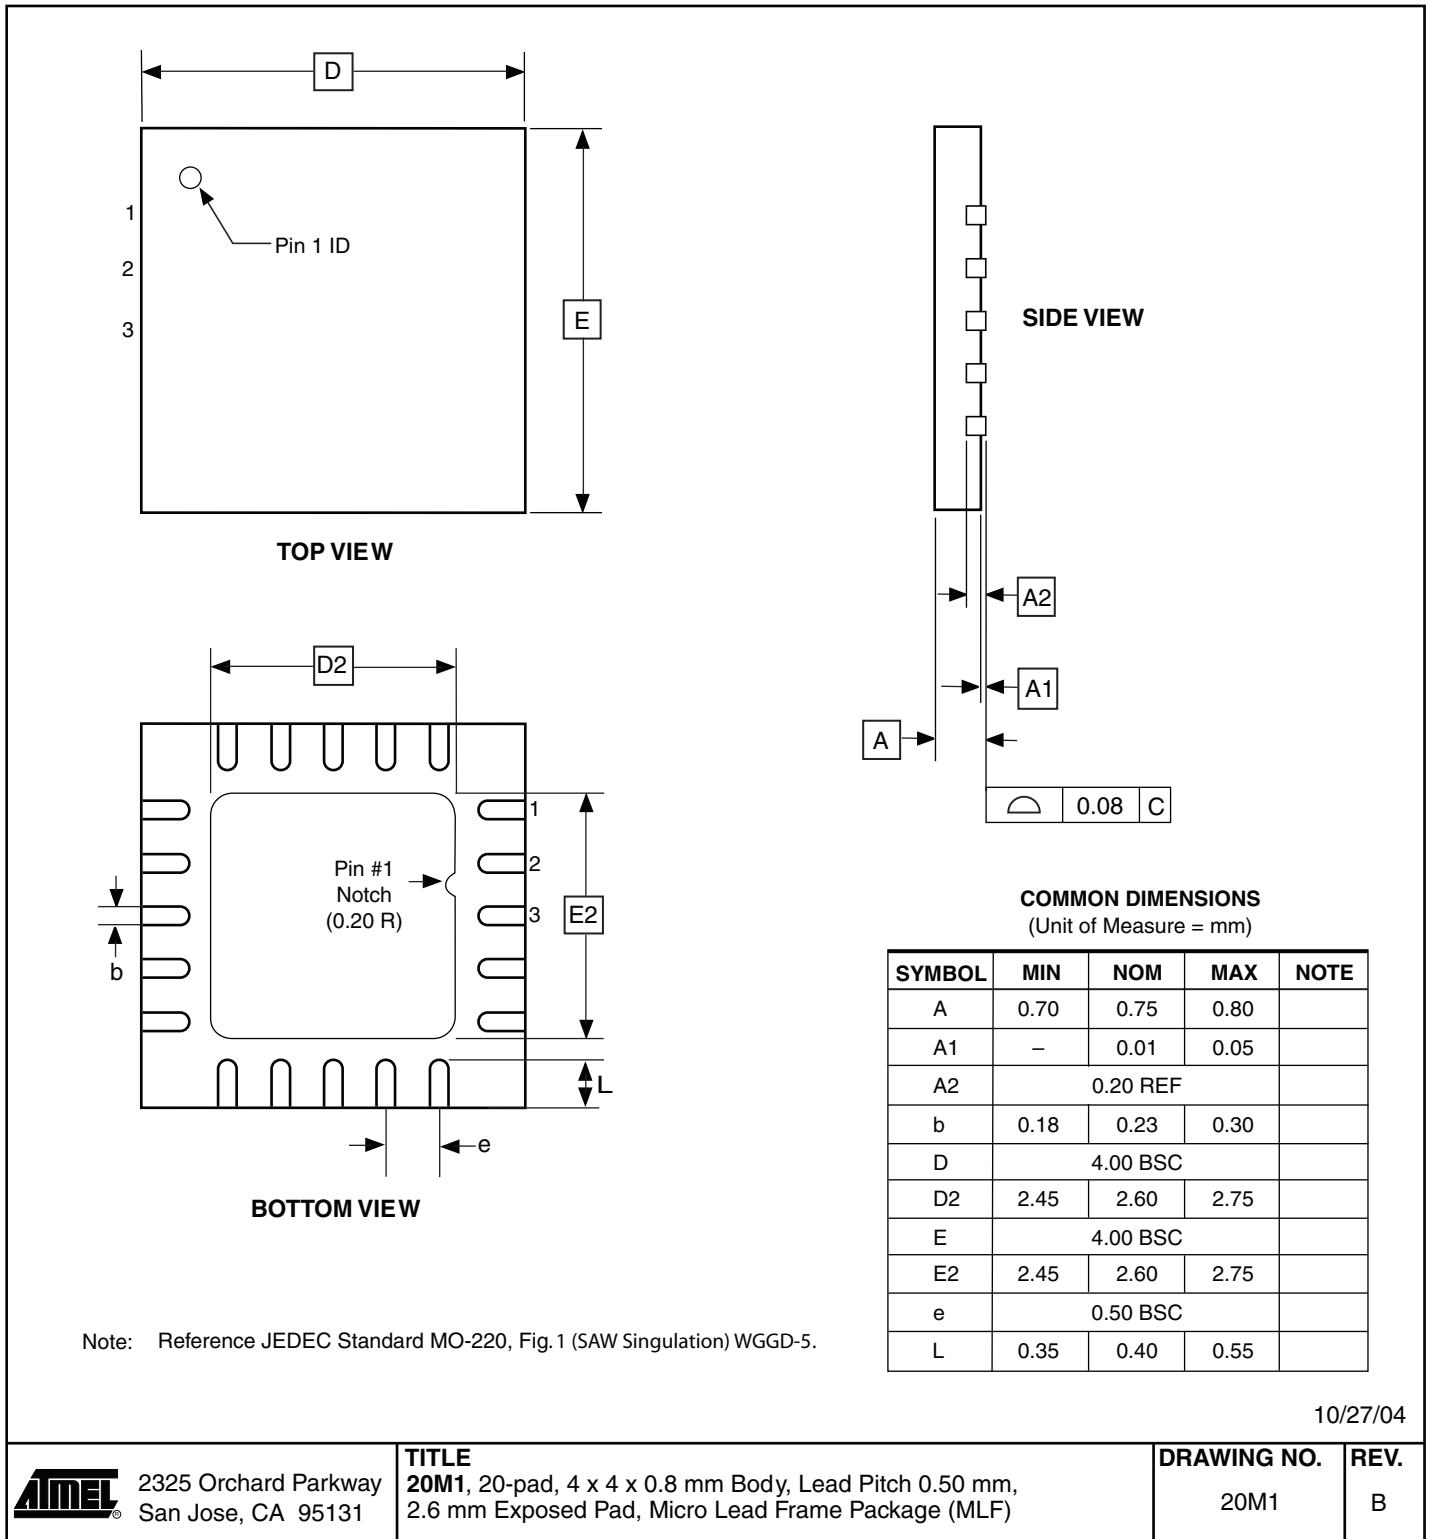 D
1
Pin 1 ID
2
E
3
SIDE VIEW
TOP VIEW
A2
D2
A1
A
0.08 C
1
Pin #1
Notch
(0.20 R)
2
3
E2
b
L
e
BOTTOM VIEW
COMMON DIMENSIONS
(Unit of Measure = mm)
SYMBOL MIN NOM MAX NOTE
A 0.70 0.75 0.80
A1 – 0.01 0.05
A2 0.20 REF
b 0.18 0.23 0.30
D 4.00 BSC
D2 2.45 2.60 2.75
E 4.00 BSC
E2 2.45 2.60 2.75
e 0.50 BSC
L 0.35 0.40 0.55
Note: Reference JEDEC Standard MO-220, Fig. 1 (SAW Singulation) WGGD-5.
10/27/04
ATMEL®
2325 Orchard Parkway
San Jose, CA 95131
TITLE
20M1, 20-pad, 4 x 4 x 0.8 mm Body, Lead Pitch 0.50 mm,
2.6 mm Exposed Pad, Micro Lead Frame Package (MLF)
DRAWING NO.
20M1
REV.
B